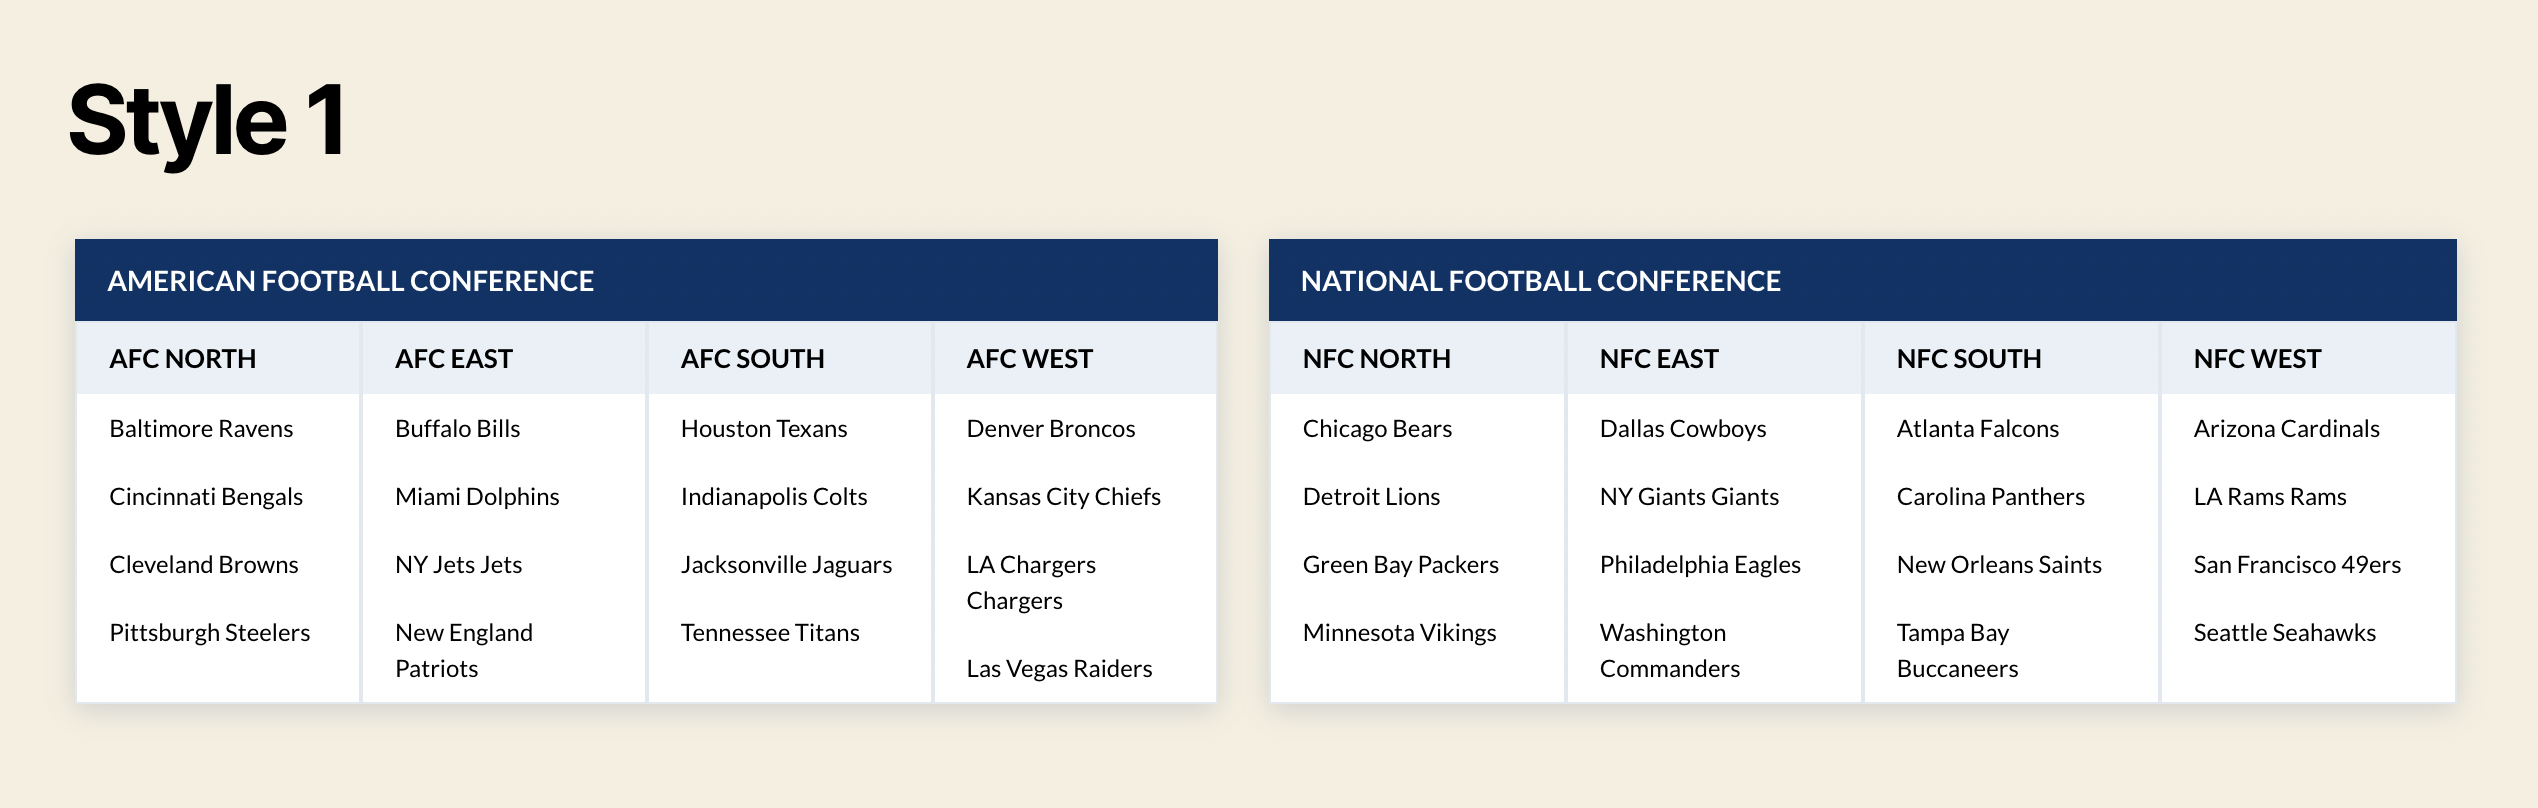 Style 1
AMERICAN FOOTBALL CONFERENCE
AFC NORTH
Baltimore Ravens
Cincinnati Bengals
Cleveland Browns
Pittsburgh Steelers
AFC EAST
Buffalo Bills
Miami Dolphins
NY Jets Jets
New England
Patriots
AFC SOUTH
Houston Texans
Indianapolis Colts
Jacksonville Jaguars
Tennessee Titans
AFC WEST
Denver Broncos
Kansas City Chiefs
LA Chargers
Chargers
Las Vegas Raiders
NATIONAL FOOTBALL CONFERENCE
NFC NORTH
Chicago Bears
Detroit Lions
Green Bay Packers
Minnesota Vikings
NFC EAST
Dallas Cowboys
NY Giants Giants
Philadelphia Eagles
Washington
Commanders
NFC SOUTH
Atlanta Falcons
Carolina Panthers
New Orleans Saints
Tampa Bay
Buccaneers
NFC WEST
Arizona Cardinals
LA Rams Rams
San Francisco 49ers
Seattle Seahawks